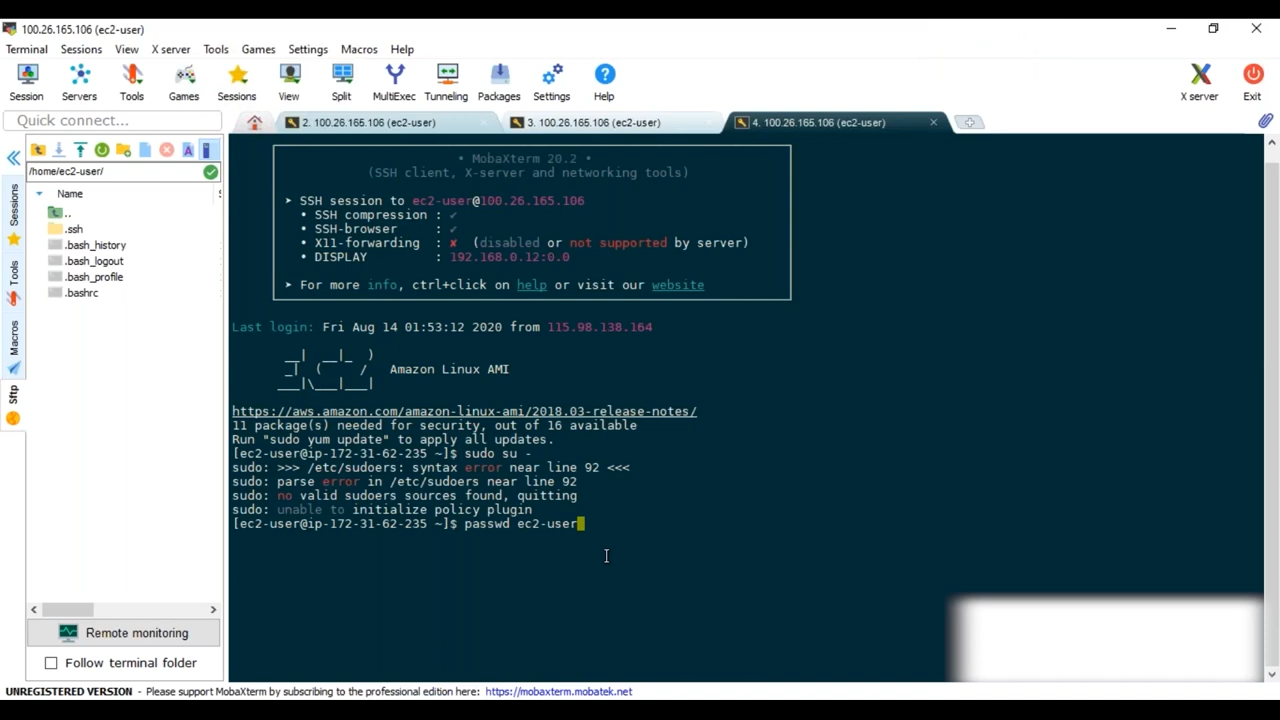 100.26.165.106 (ec2-user)
Terminal Sessions View X server Tools Games Settings Macros Help
Session Servers Tools Games Sessions View Split MultiExec Tunneling Packages Settings Help X server Exit
Quick connect...
2. 100.26.165.106 (ec2-user)
3. 100.26.165.106 (ec2-user)
4. 100.26.165.106 (ec2-user)
/home/ec2-user/
Name
..
.ssh
.bash_history
.bash_logout
.bash_profile
.bashrc
Sessions
Tools
Macros
Sftp
Remote monitoring
Follow terminal folder
• MobaXterm 20.2 •
(SSH client, X-server and networking tools)
➤ SSH session to ec2-user@100.26.165.106
• SSH compression : ✔
• SSH-browser : ✔
• X11-forwarding : ✘ (disabled or not supported by server)
• DISPLAY : 192.168.0.12:0.0
➤ For more info, ctrl+click on help or visit our website
Last login: Fri Aug 14 01:53:12 2020 from 115.98.138.164
__| __|_ )
_| ( / Amazon Linux AMI
___|\___|___|
https://aws.amazon.com/amazon-linux-ami/2018.03-release-notes/
11 package(s) needed for security, out of 16 available
Run "sudo yum update" to apply all updates.
[ec2-user@ip-172-31-62-235 ~]$ sudo su -
sudo: >>> /etc/sudoers: syntax error near line 92 <<<
sudo: parse error in /etc/sudoers near line 92
sudo: no valid sudoers sources found, quitting
sudo: unable to initialize policy plugin
[ec2-user@ip-172-31-62-235 ~]$ passwd ec2-user
UNREGISTERED VERSION - Please support MobaXterm by subscribing to the professional edition here: https://mobaxterm.mobatek.net